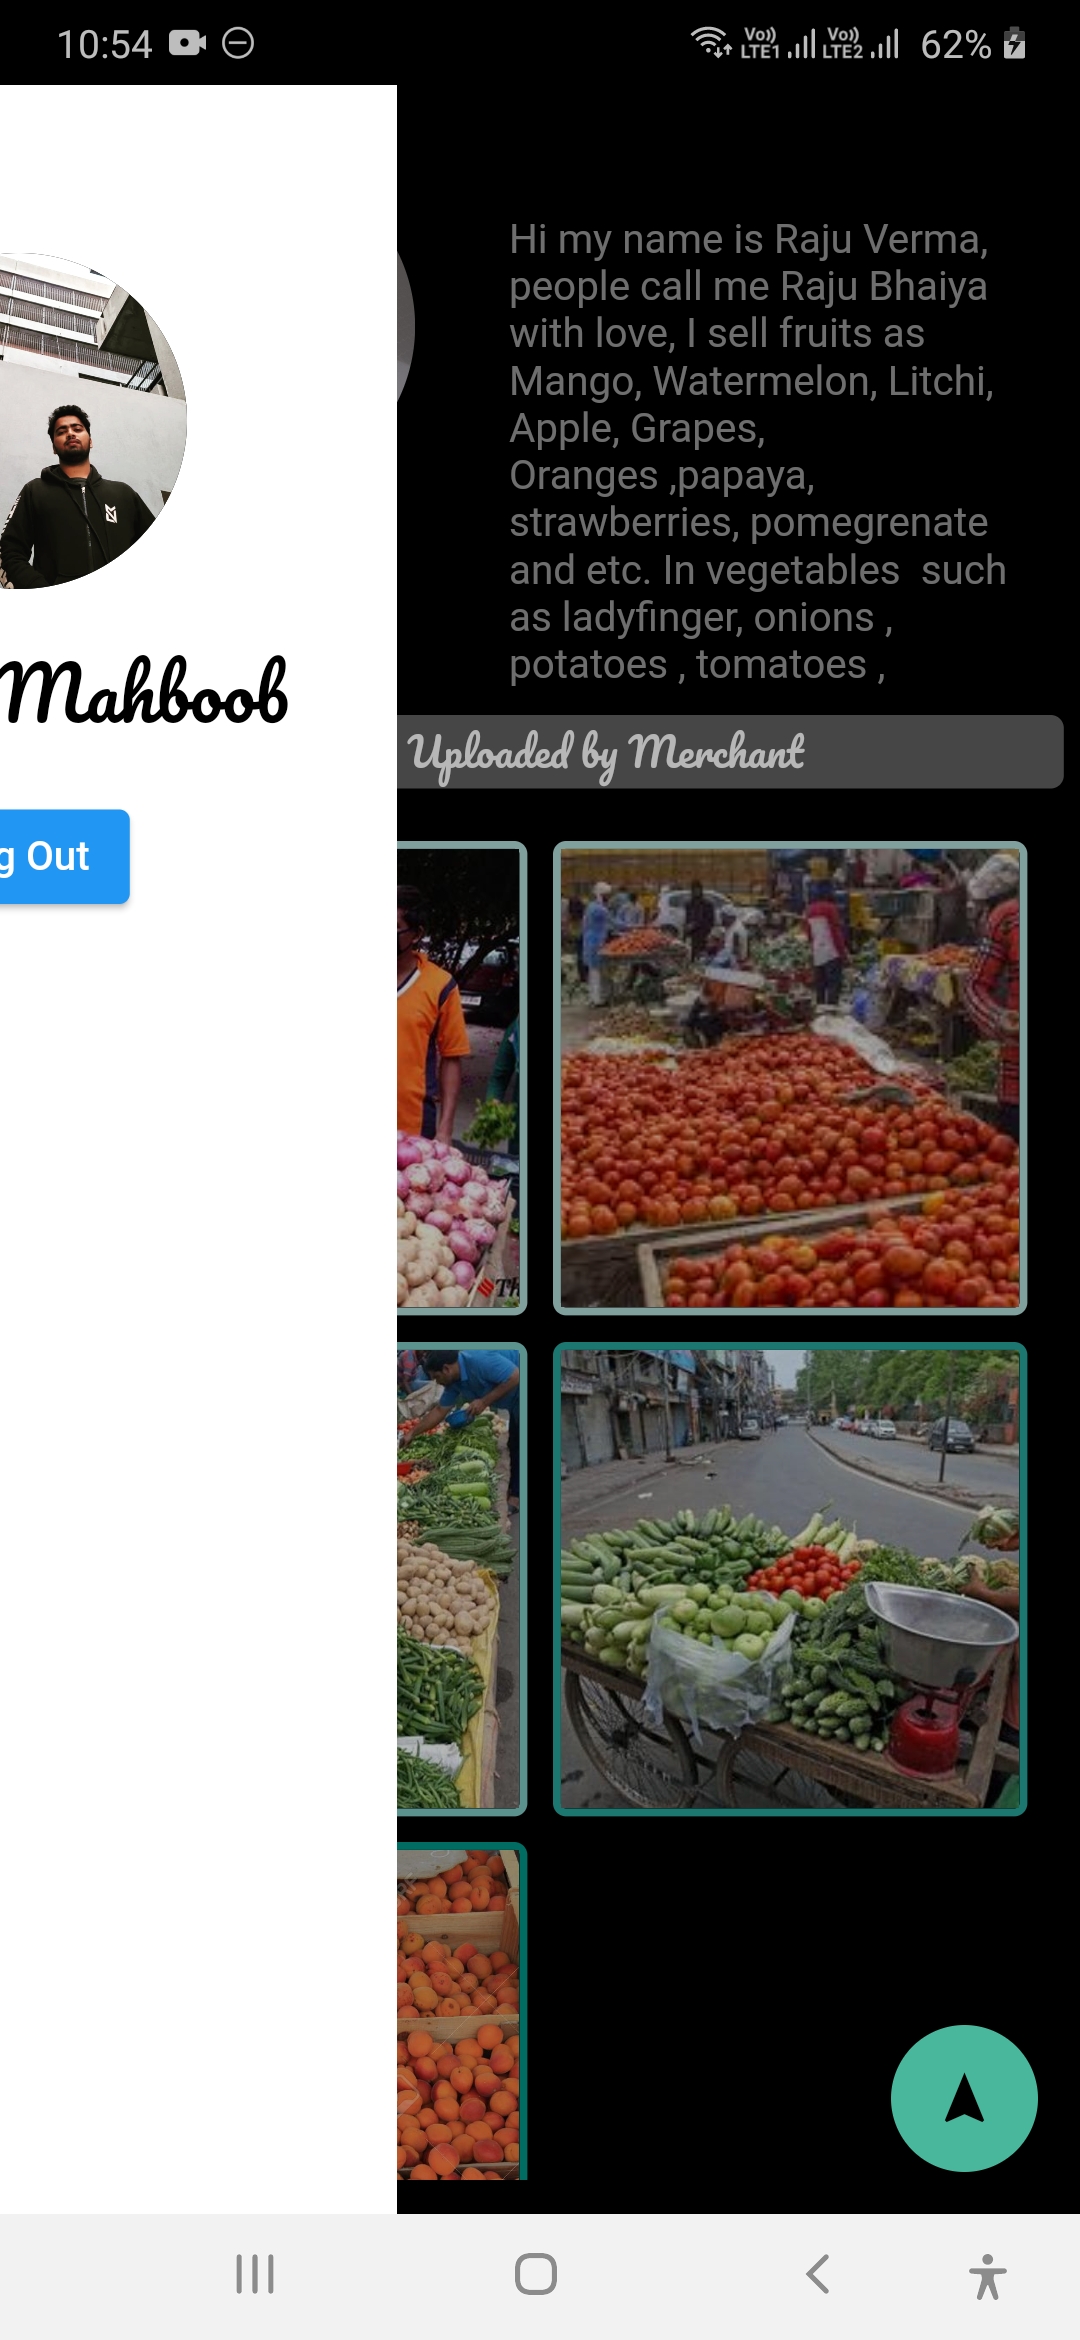 10:54
Vo)) LTE1 Vo)) LTE2 62%
Hi my name is Raju Verma,
people call me Raju Bhaiya
with love, I sell fruits as
Mango, Watermelon, Litchi,
Apple, Grapes,
Oranges ,papaya,
strawberries, pomegrenate
and etc. In vegetables  such
as ladyfinger, onions ,
potatoes , tomatoes ,
Mahboob
Uploaded by Merchant
g Out
Th